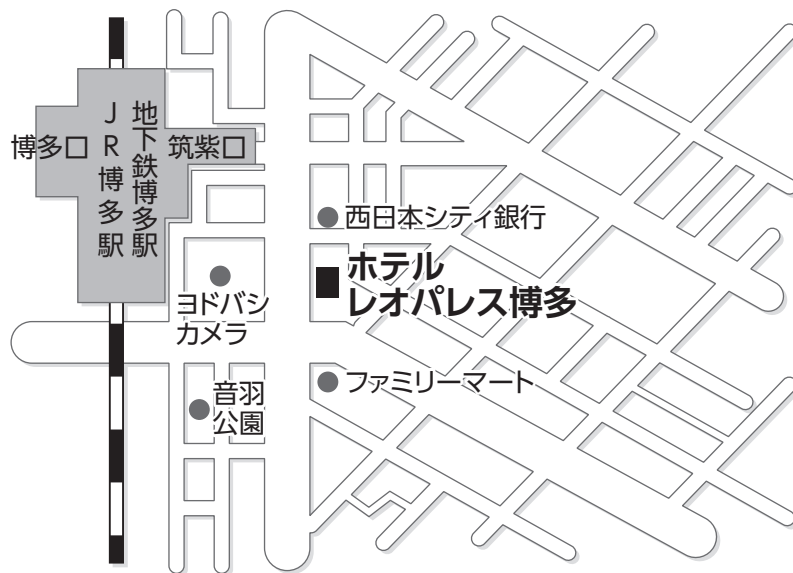 博多口
JR博多駅
地下鉄博多駅
筑紫口
西日本シティ銀行
ホテル
レオパレス博多
ヨドバシ
カメラ
ファミリーマート
音羽
公園